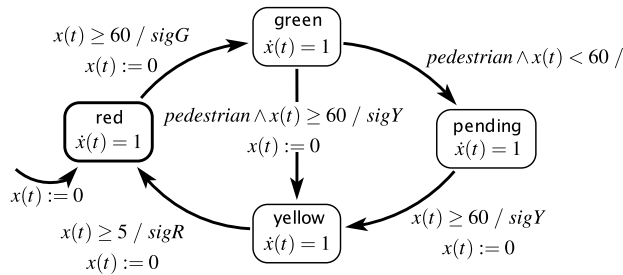 green
ẋ(t) = 1
x(t) ≥ 60 / sigG
x(t) := 0
pedestrian ∧ x(t) < 60 /
red
ẋ(t) = 1
pedestrian ∧ x(t) ≥ 60 / sigY
x(t) := 0
pending
ẋ(t) = 1
x(t) := 0
x(t) ≥ 5 / sigR
x(t) := 0
yellow
ẋ(t) = 1
x(t) ≥ 60 / sigY
x(t) := 0